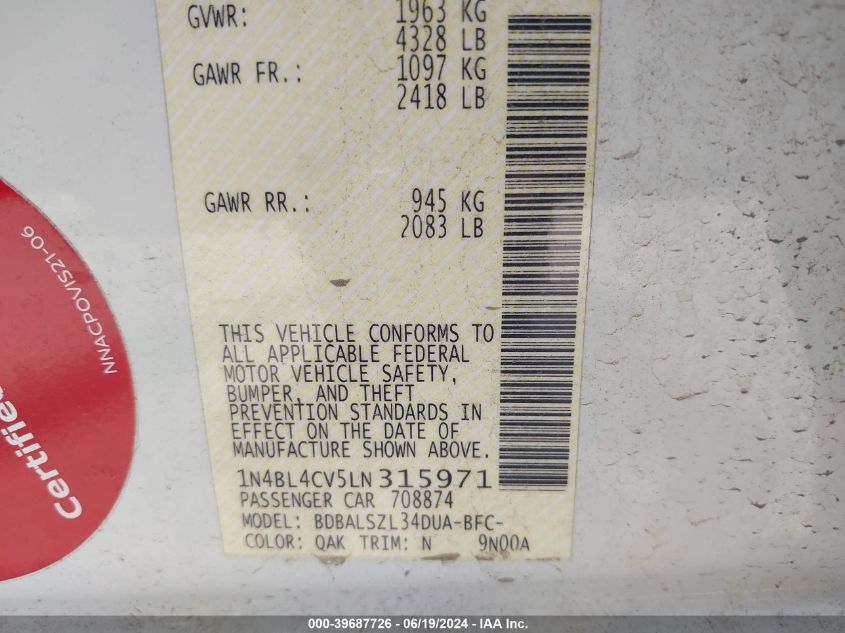 GVWR: 1963 KG
4328 LB
GAWR FR.: 1097 KG
2418 LB
GAWR RR.: 945 KG
2083 LB
THIS VEHICLE CONFORMS TO
ALL APPLICABLE FEDERAL
MOTOR VEHICLE SAFETY,
BUMPER, AND THEFT
PREVENTION STANDARDS IN
EFFECT ON THE DATE OF
MANUFACTURE SHOWN ABOVE.
1N4BL4CV5LN315971
PASSENGER CAR 708874
MODEL: BDBALSZL34DUA-BFC-
COLOR: QAK TRIM: N 9N00A
NNACPOVIS21-06
Certified
000-39687726 - 06/19/2024 - IAA Inc.